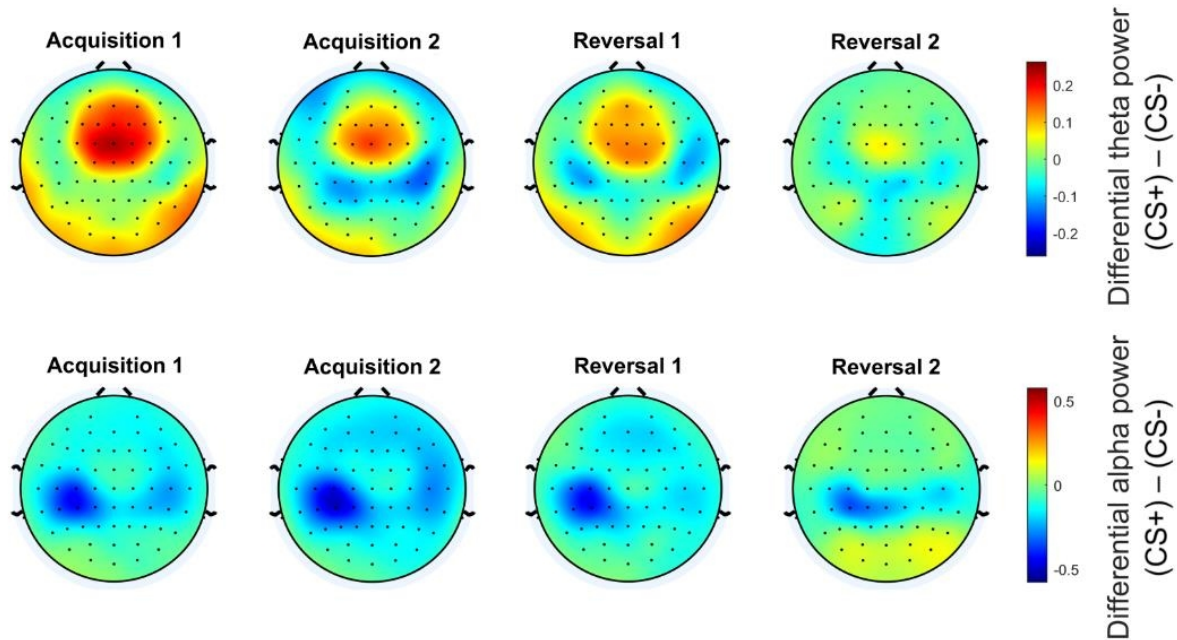 Acquisition 1
Acquisition 2
Reversal 1
Reversal 2
0.2
0.1
0
-0.1
-0.2
Differential theta power
(CS+) – (CS-)
Acquisition 1
Acquisition 2
Reversal 1
Reversal 2
0.5
0
-0.5
Differential alpha power
(CS+) – (CS-)